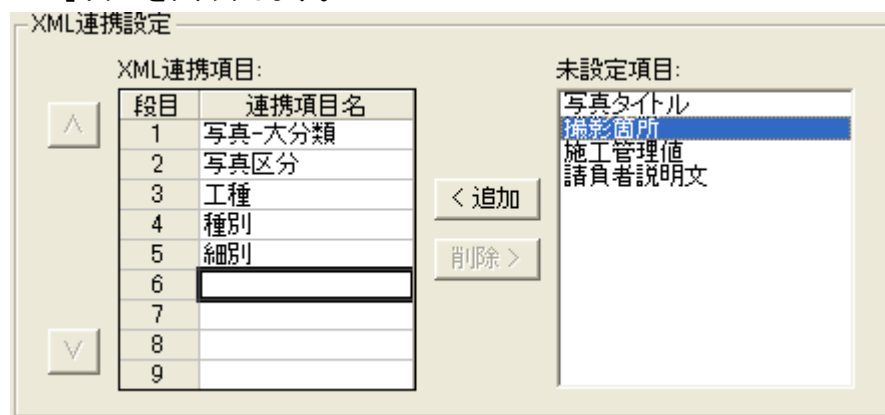 XML連携設定
XML連携項目:
段目 連携項目名
1 写真-大分類
2 写真区分
3 工種
4 種別
5 細別
6
7
8
9
∧
∨
< 追加
削除 >
未設定項目:
写真タイトル
撮影箇所
施工管理値
請負者説明文